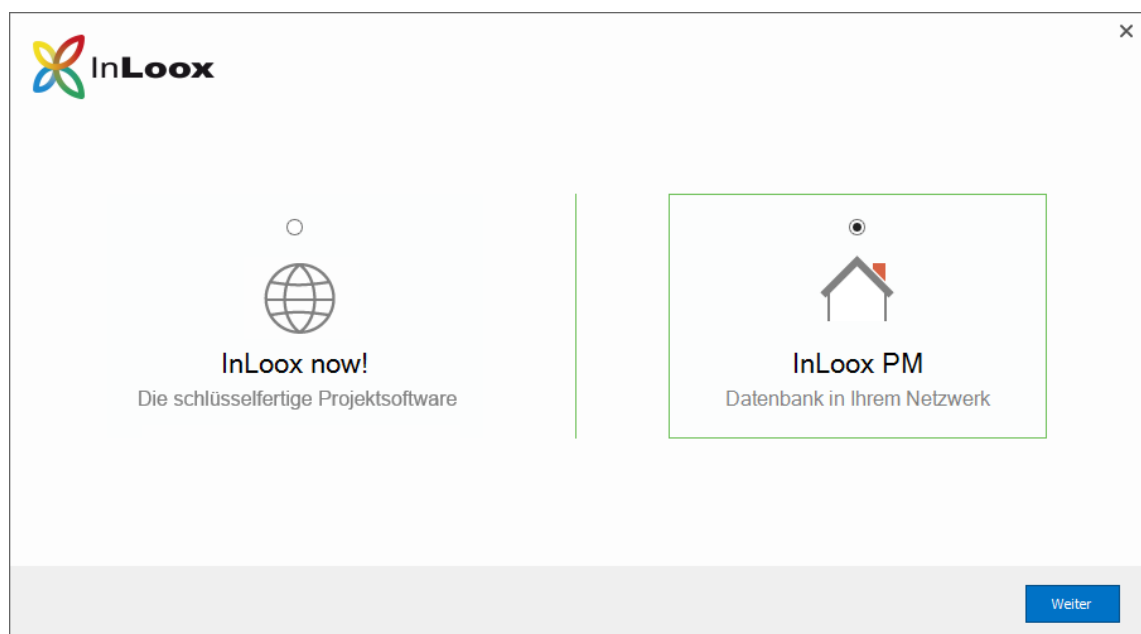 InLoox
InLoox now!
Die schlüsselfertige Projektsoftware
InLoox PM
Datenbank in Ihrem Netzwerk
Weiter